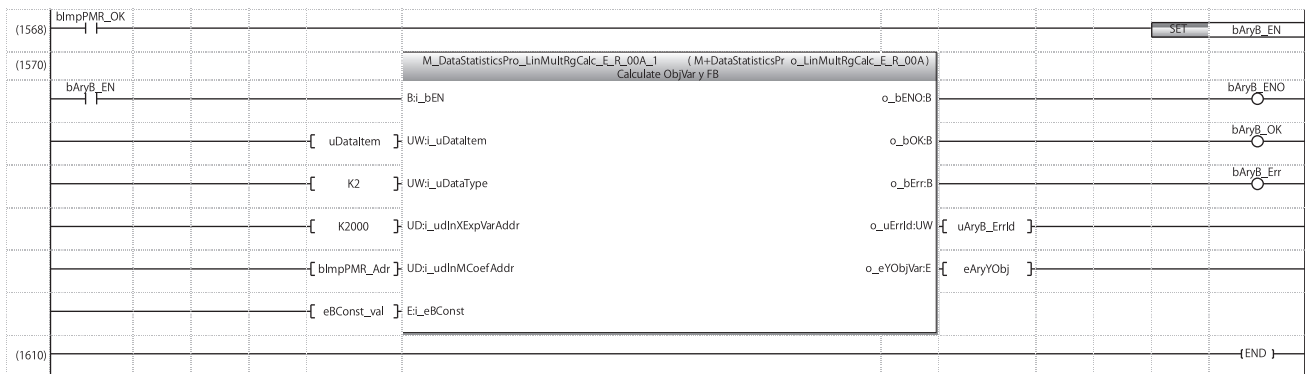 bImpPMR_OK
(1568) SET bAryB_EN
(1570) M_DataStatisticsPro_LinMultRgCalc_E_R_00A_1 (M+DataStatisticsPr o_LinMultRgCalc_E_R_00A)
Calculate ObjVar y FB
bAryB_EN B:i_bEN o_bENO:B bAryB_ENO
uDataItem UW:i_uDataItem o_bOK:B bAryB_OK
K2 UW:i_uDataType o_bErr:B bAryB_Err
K2000 UD:i_udInXExpVarAddr o_uErrId:UW uAryB_ErrId
bImpPMR_Adr UD:i_udInMCoefAddr o_eYObjVar:E eAryYObj
eBConst_val E:i_eBConst
(1610) END